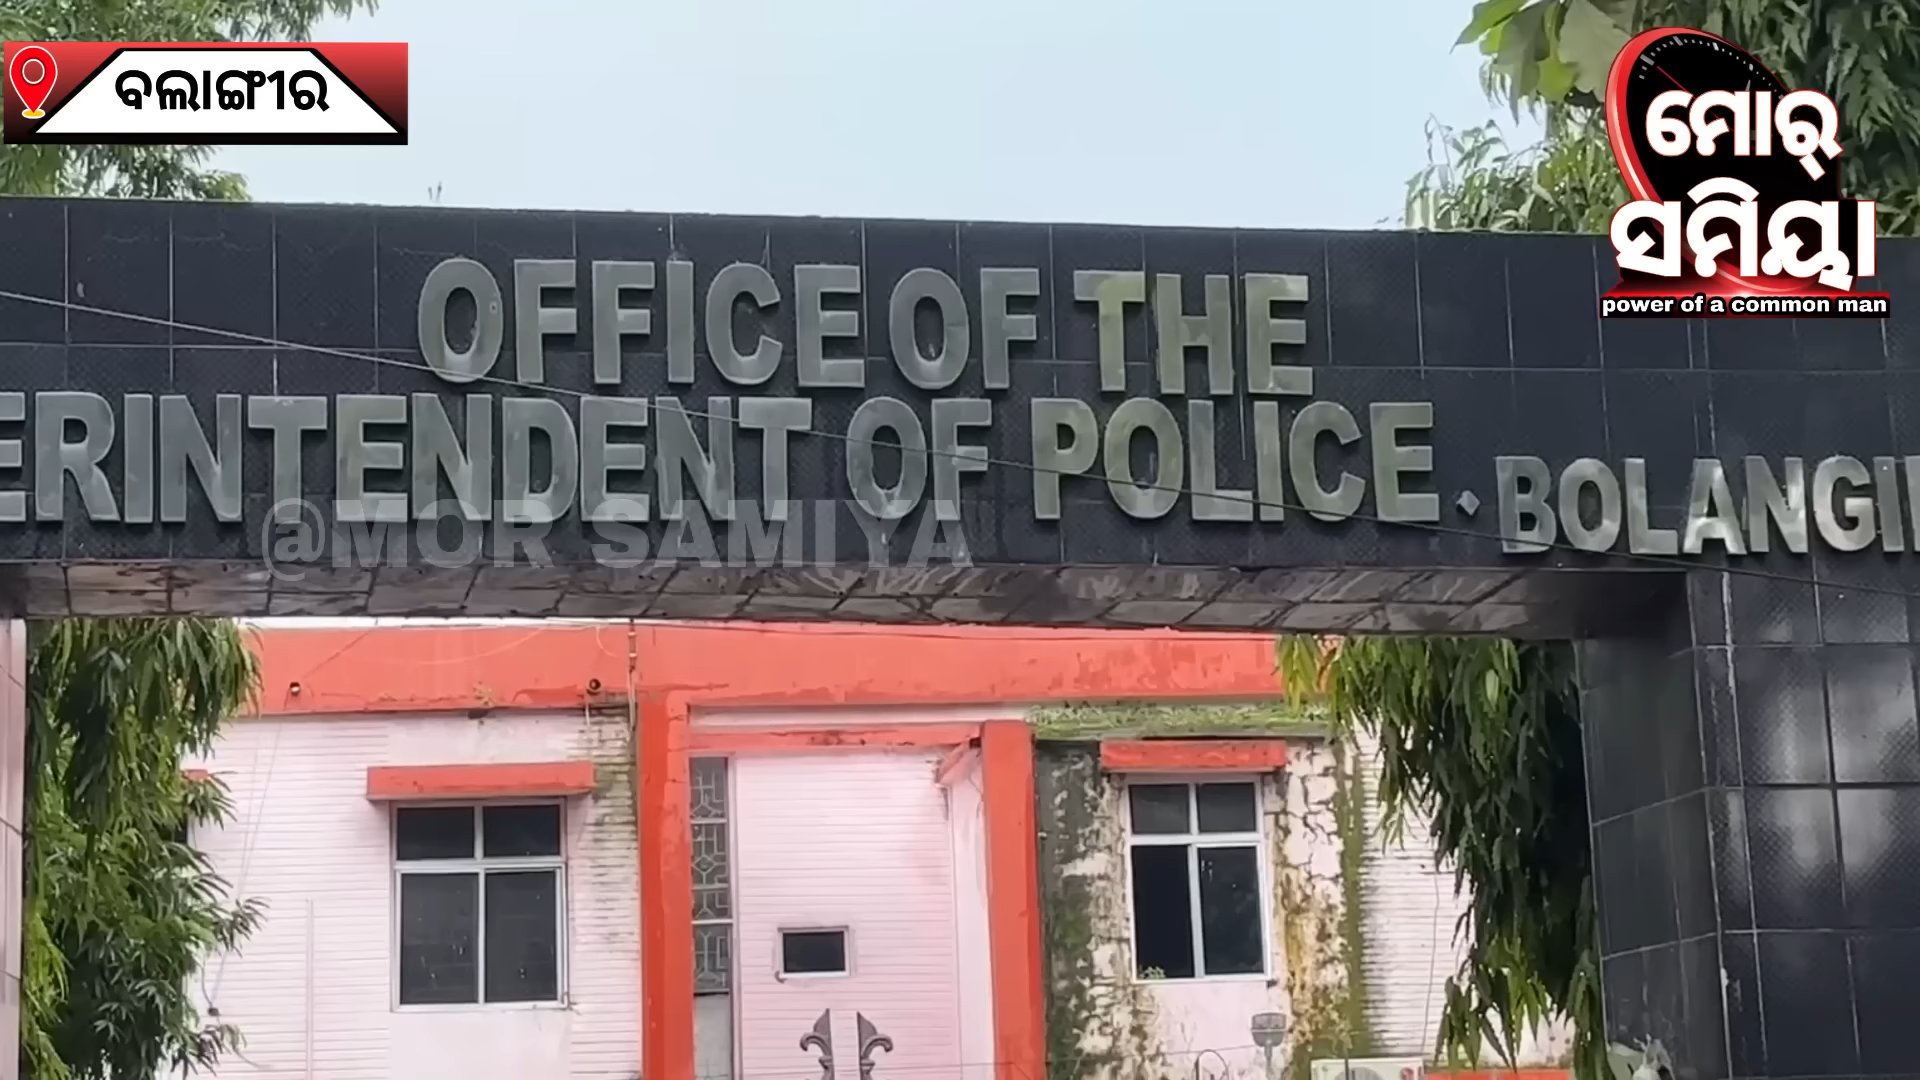 ବଲାଙ୍ଗୀର
ମୋର୍
ସମିୟା
power of a common man
OFFICE OF THE
ERINTENDENT OF POLICE. BOLANGI
@MOR SAMIYA